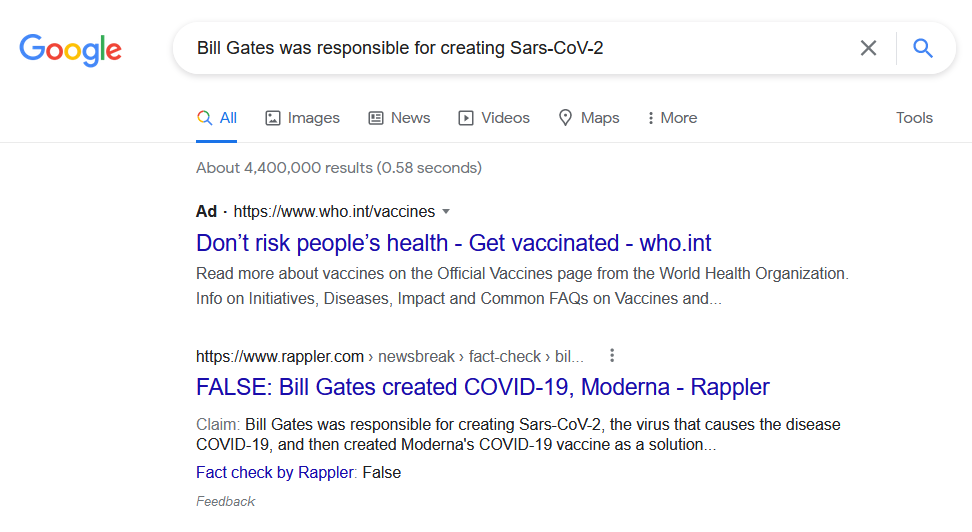 Google
Bill Gates was responsible for creating Sars-CoV-2
All Images News Videos Maps More Tools
About 4,400,000 results (0.58 seconds)
Ad · https://www.who.int/vaccines
Don’t risk people’s health - Get vaccinated - who.int
Read more about vaccines on the Official Vaccines page from the World Health Organization.
Info on Initiatives, Diseases, Impact and Common FAQs on Vaccines and...
https://www.rappler.com › newsbreak › fact-check › bil...
FALSE: Bill Gates created COVID-19, Moderna - Rappler
Claim: Bill Gates was responsible for creating Sars-CoV-2, the virus that causes the disease
COVID-19, and then created Moderna's COVID-19 vaccine as a solution...
Fact check by Rappler: False
Feedback